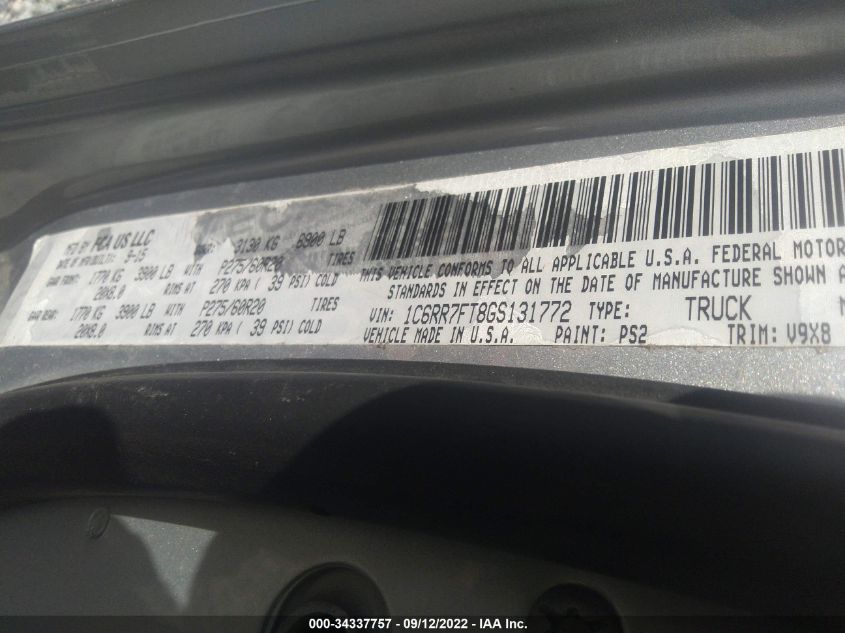 MFD BY FCA US LLC
DATE OF MFR 9-15 3130 KG 6900 LB
GAWR FRONT: 1770 KG 3900 LB WITH P275/60R20 TIRES
20X8.0 RIMS AT 270 KPA ( 39 PSI) COLD
GAWR REAR: 1770 KG 3900 LB WITH P275/60R20 TIRES
20X8.0 RIMS AT 270 KPA ( 39 PSI) COLD
THIS VEHICLE CONFORMS TO ALL APPLICABLE U.S.A. FEDERAL MOTOR
STANDARDS IN EFFECT ON THE DATE OF MANUFACTURE SHOWN A
VIN: 1C6RR7FT8GS131772 TYPE: TRUCK
VEHICLE MADE IN U.S.A. PAINT: PS2 TRIM: V9X8
000-34337757 - 09/12/2022 - IAA Inc.